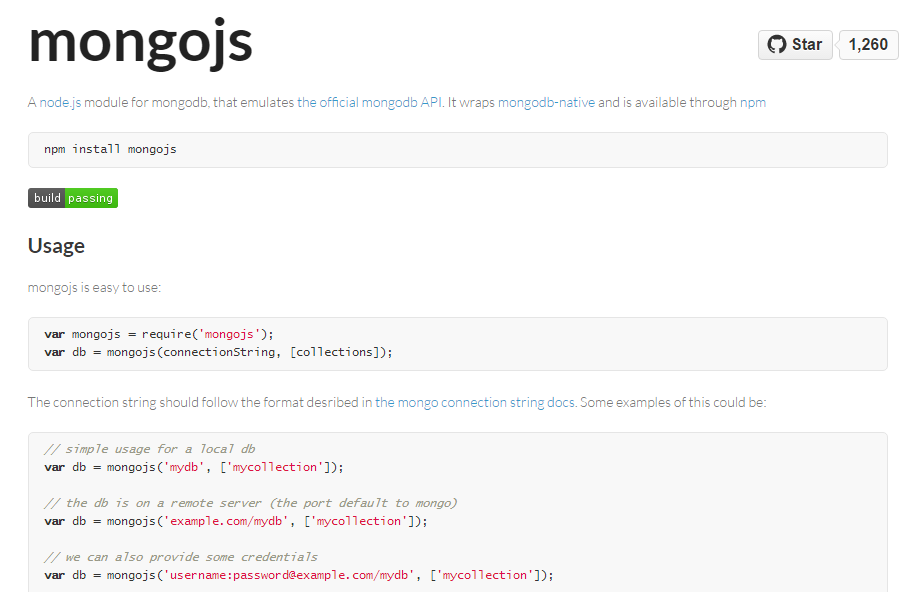 mongojs
Star 1,260
A node.js module for mongodb, that emulates the official mongodb API. It wraps mongodb-native and is available through npm
npm install mongojs
build passing
Usage
mongojs is easy to use:
var mongojs = require('mongojs');
var db = mongojs(connectionString, [collections]);
The connection string should follow the format desribed in the mongo connection string docs. Some examples of this could be:
// simple usage for a local db
var db = mongojs('mydb', ['mycollection']);
// the db is on a remote server (the port default to mongo)
var db = mongojs('example.com/mydb', ['mycollection']);
// we can also provide some credentials
var db = mongojs('username:password@example.com/mydb', ['mycollection']);